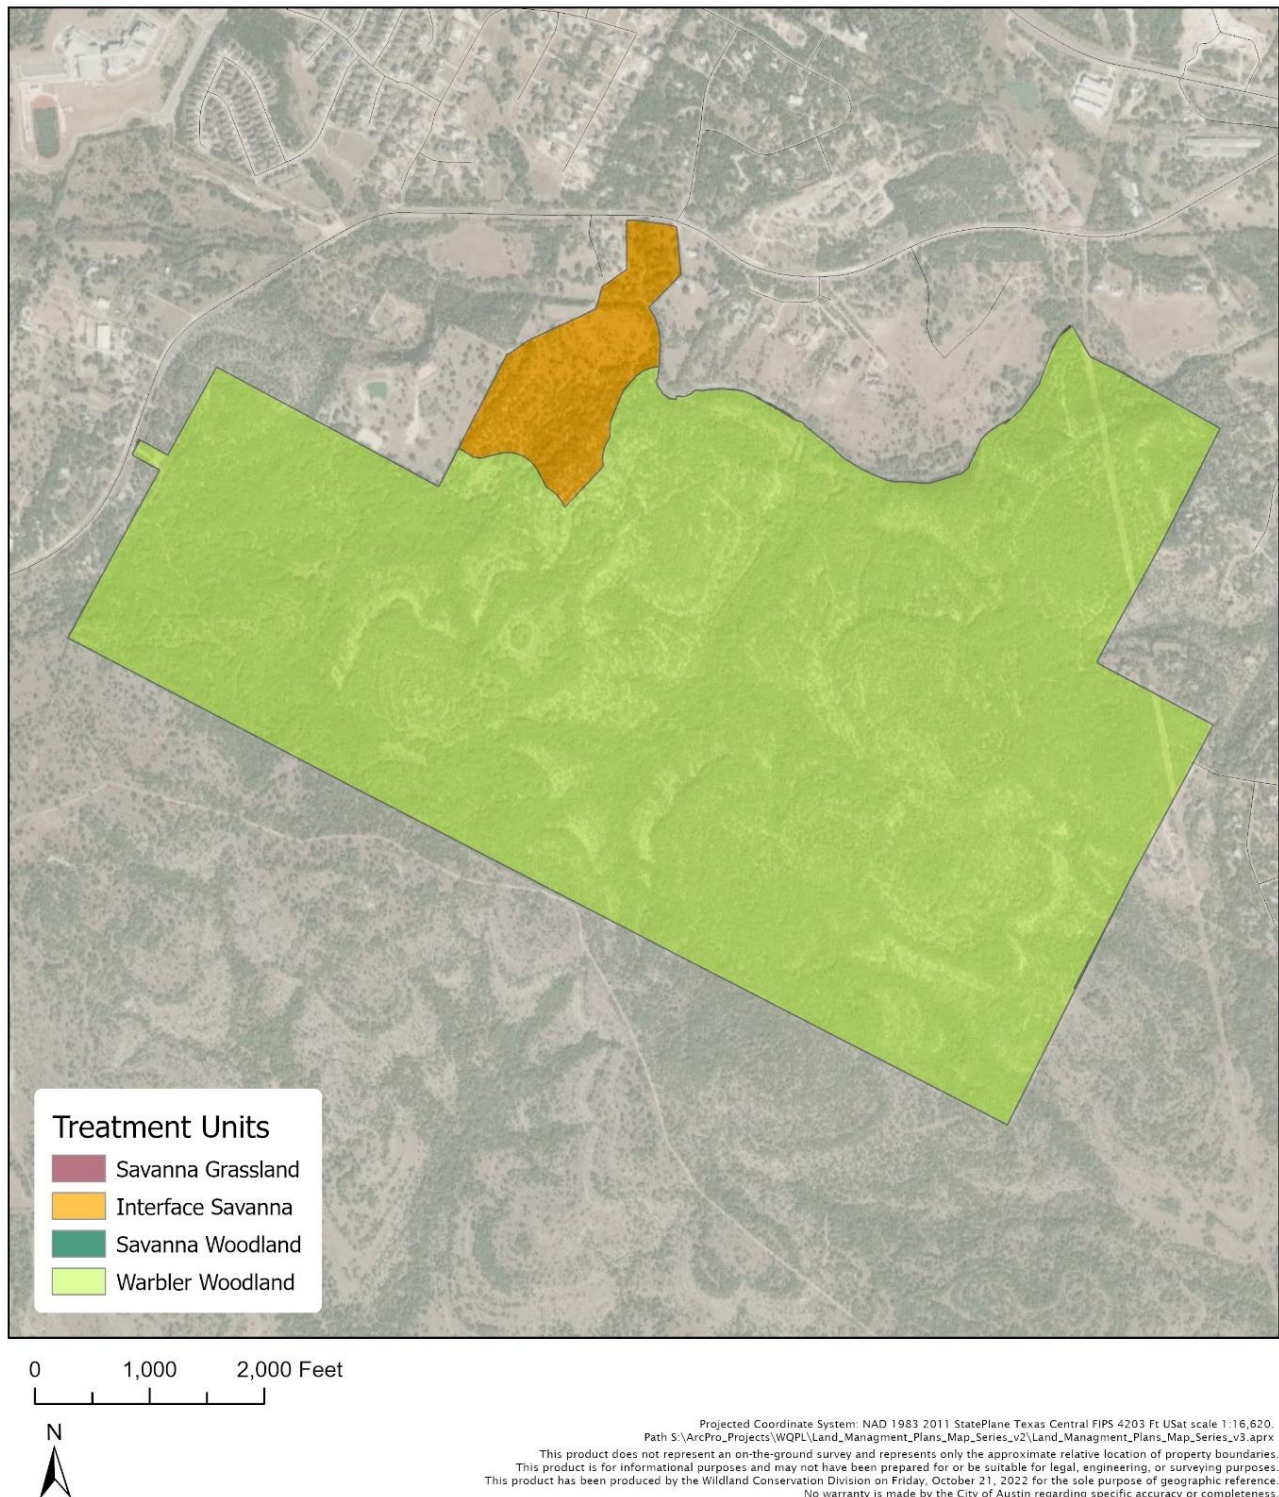 Treatment Units
Savanna Grassland
Interface Savanna
Savanna Woodland
Warbler Woodland
0 1,000 2,000 Feet
N
Projected Coordinate System: NAD 1983 2011 StatePlane Texas Central FIPS 4203 Ft USat scale 1:16,620.
Path S:\ArcPro_Projects\WQPL\Land_Managment_Plans_Map_Series_v2\Land_Managment_Plans_Map_Series_v3.aprx
This product does not represent an on-the-ground survey and represents only the approximate relative location of property boundaries.
This product is for informational purposes and may not have been prepared for or be suitable for legal, engineering, or surveying purposes.
This product has been produced by the Wildland Conservation Division on Friday, October 21, 2022 for the sole purpose of geographic reference.
No warranty is made by the City of Austin regarding specific accuracy or completeness.